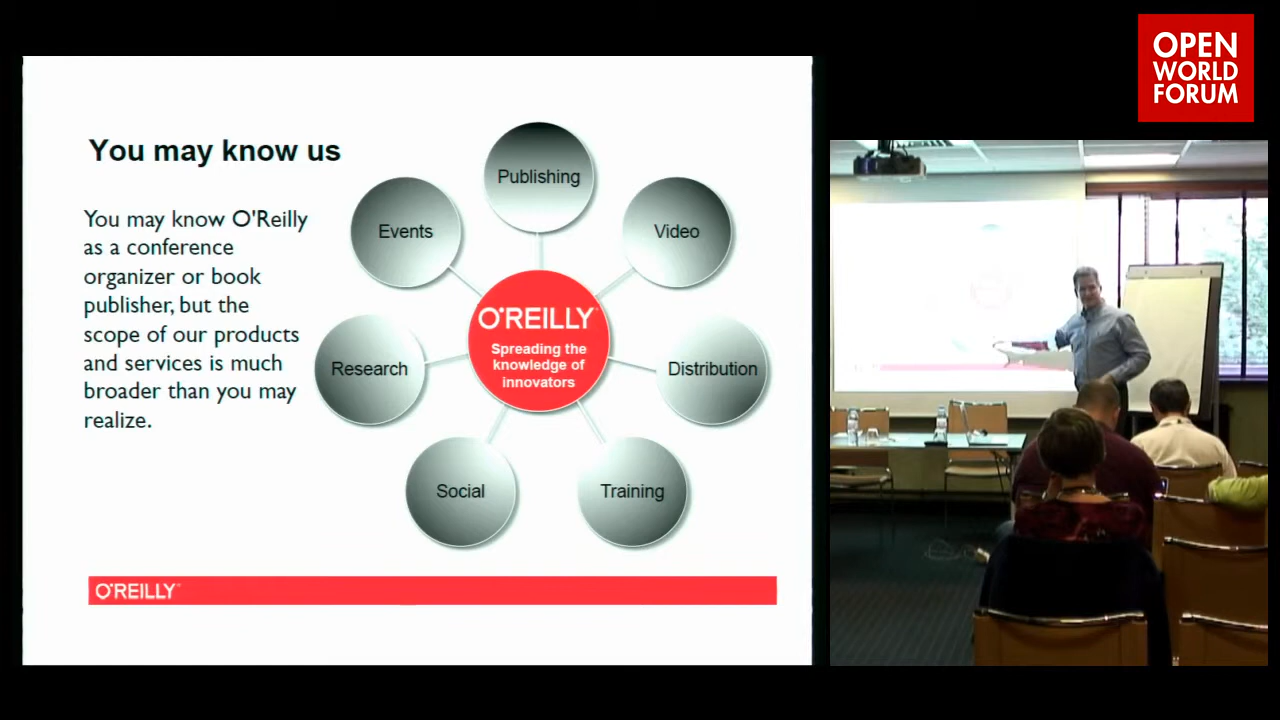 OPEN
WORLD
FORUM
You may know us
You may know O'Reilly
as a conference
organizer or book
publisher, but the
scope of our products
and services is much
broader than you may
realize.
Publishing
Events
Video
O'REILLY™
Spreading the
knowledge of
innovators
Research
Distribution
Social
Training
O'REILLY™